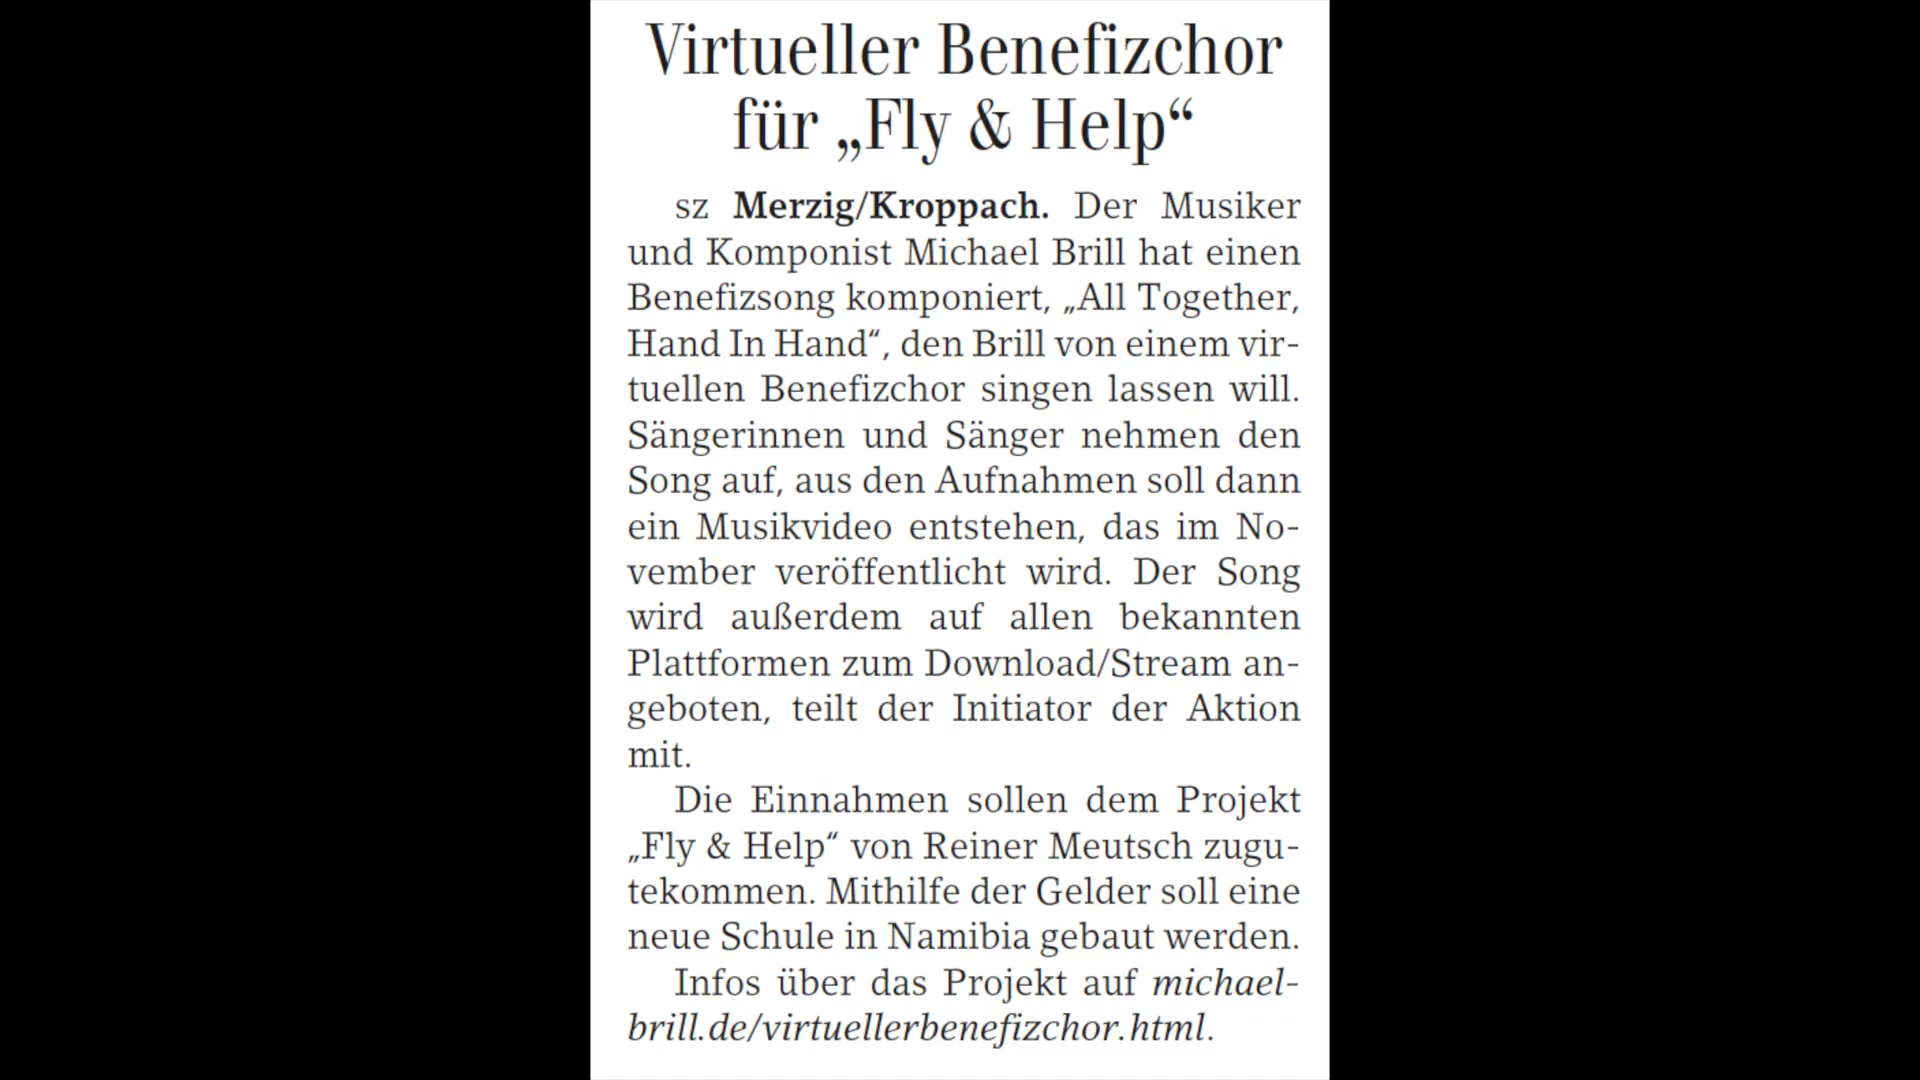 Virtueller Benefizchor
für „Fly & Help“
sz Merzig/Kroppach. Der Musiker
und Komponist Michael Brill hat einen
Benefizsong komponiert, „All Together,
Hand In Hand“, den Brill von einem vir-
tuellen Benefizchor singen lassen will.
Sängerinnen und Sänger nehmen den
Song auf, aus den Aufnahmen soll dann
ein Musikvideo entstehen, das im No-
vember veröffentlicht wird. Der Song
wird außerdem auf allen bekannten
Plattformen zum Download/Stream an-
geboten, teilt der Initiator der Aktion
mit.
Die Einnahmen sollen dem Projekt
„Fly & Help“ von Reiner Meutsch zugu-
tekommen. Mithilfe der Gelder soll eine
neue Schule in Namibia gebaut werden.
Infos über das Projekt auf michael-
brill.de/virtuellerbenefizchor.html.